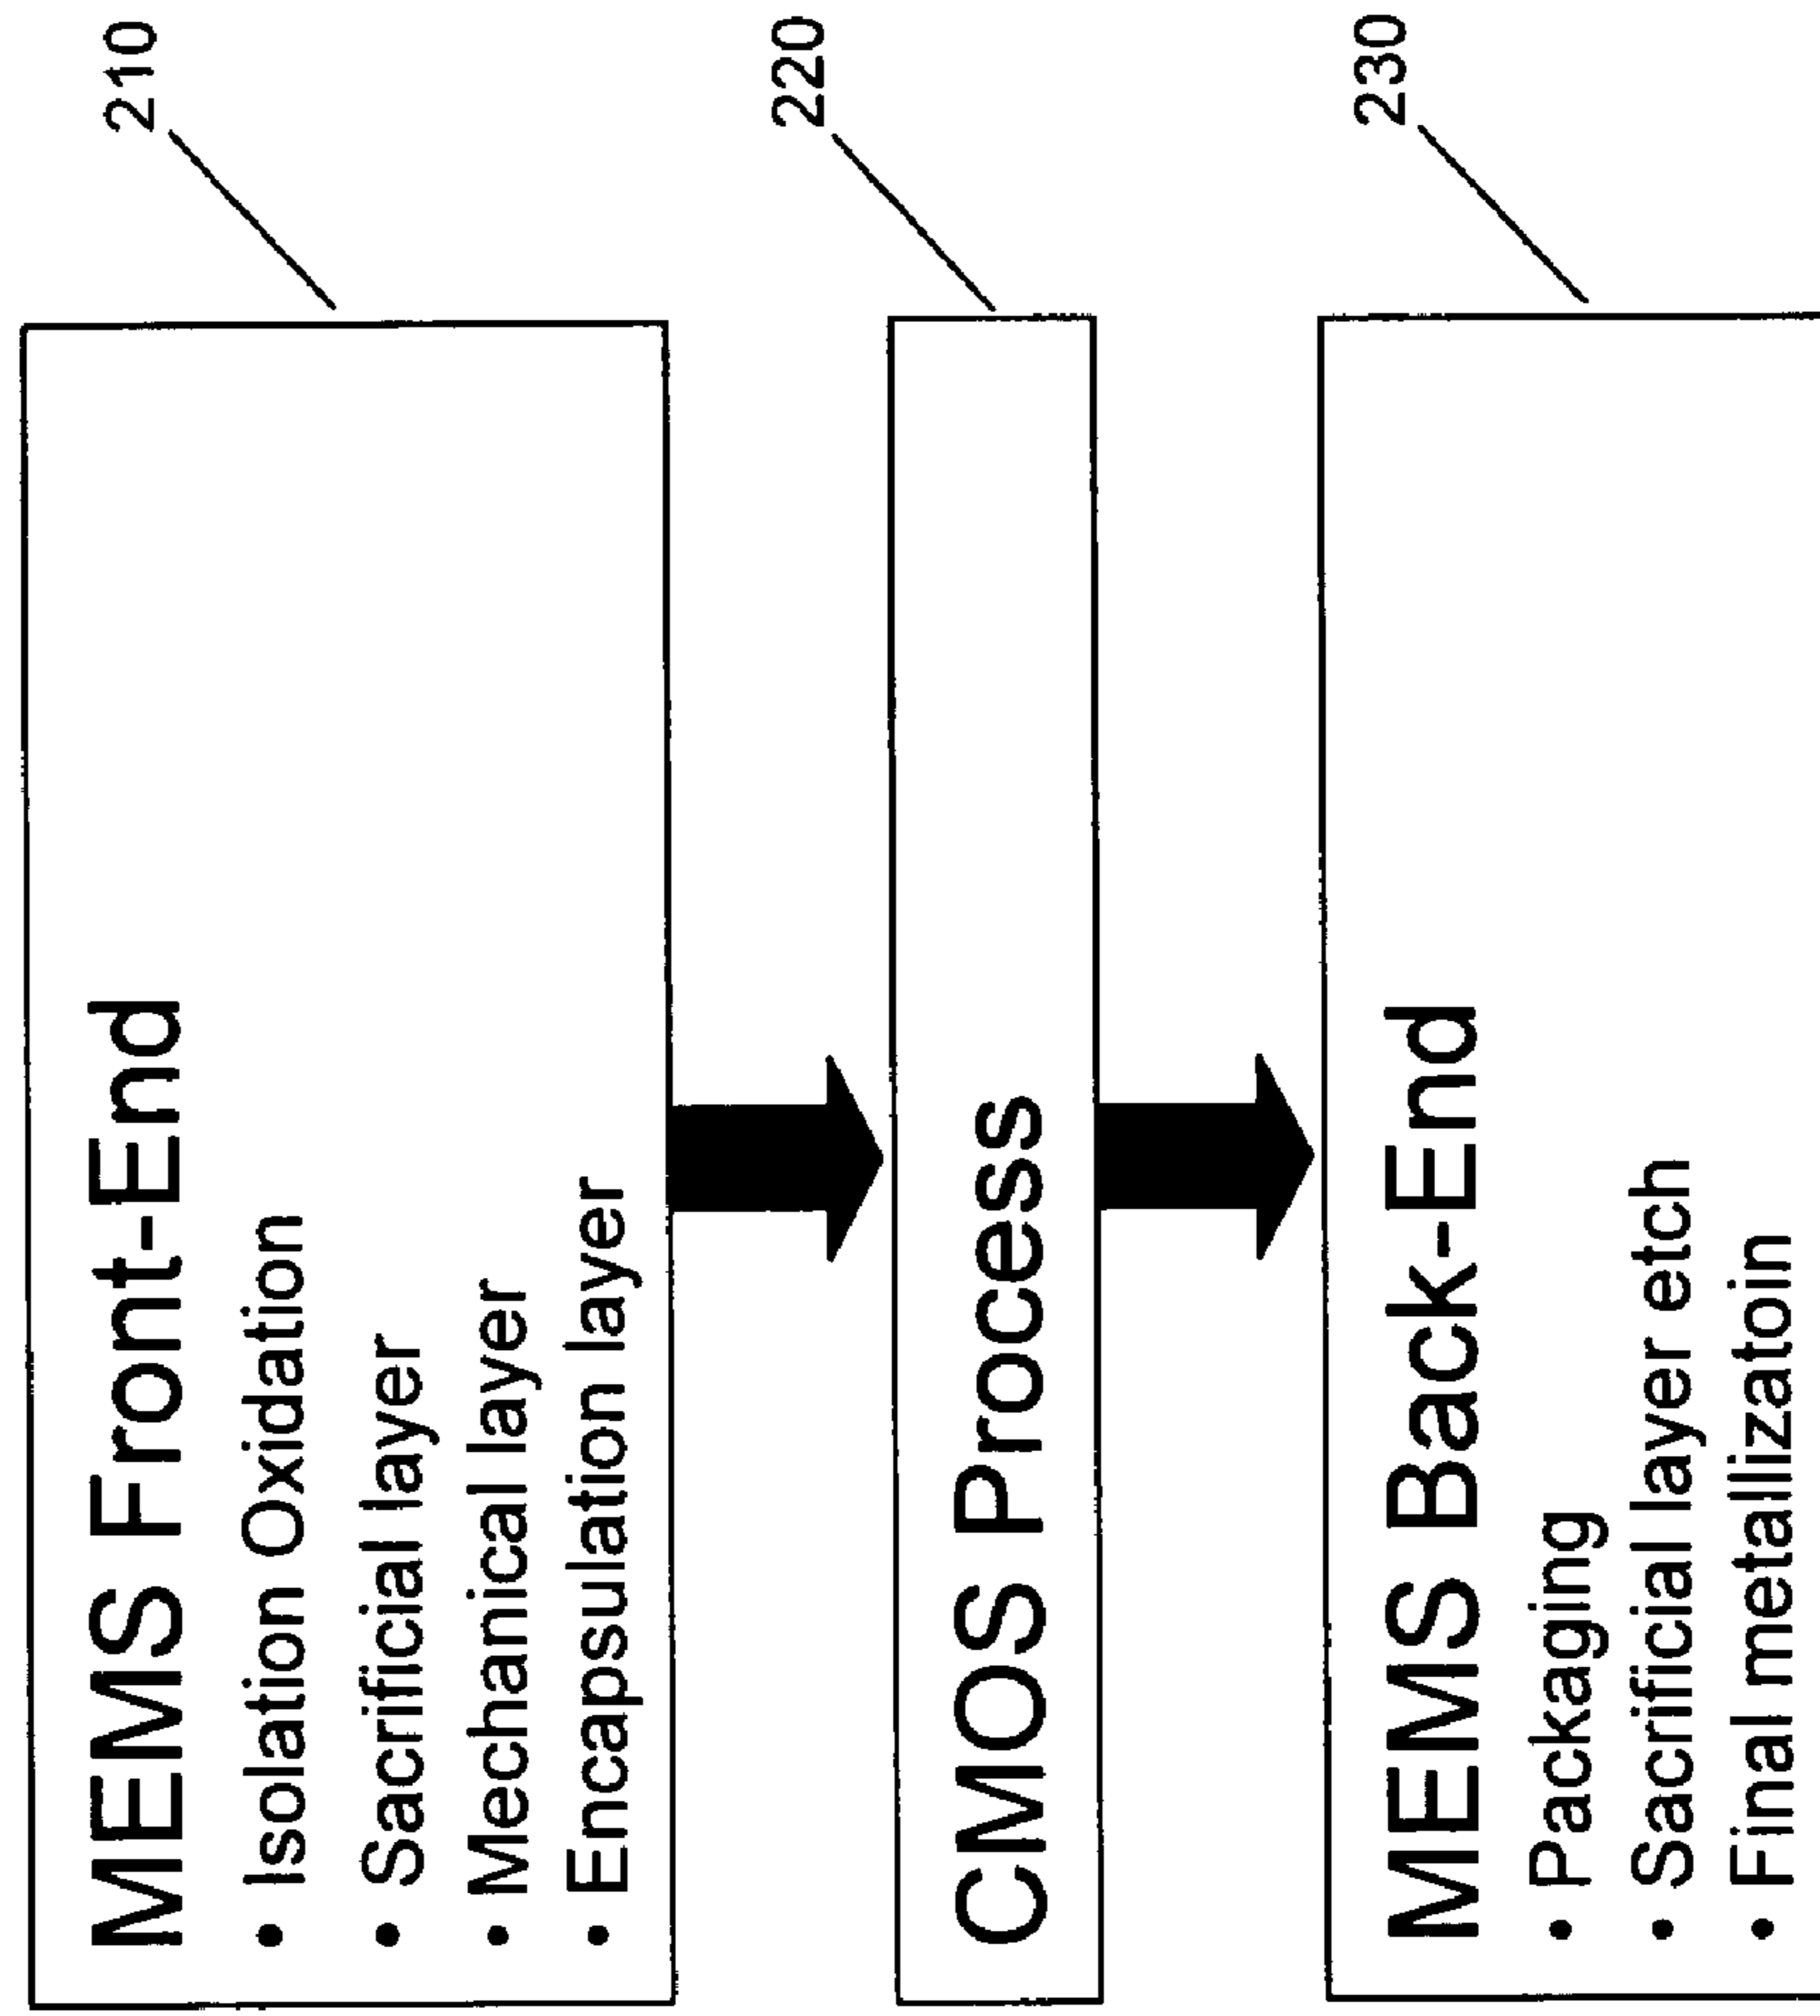 MEMS Front-End
• Isolation Oxidation
• Sacrificial layer
• Mechanical layer
• Encapsulation layer
210
CMOS Process
220
MEMS Back-End
• Packaging
• Sacrificial layer etch
• Final metallizatoin
230